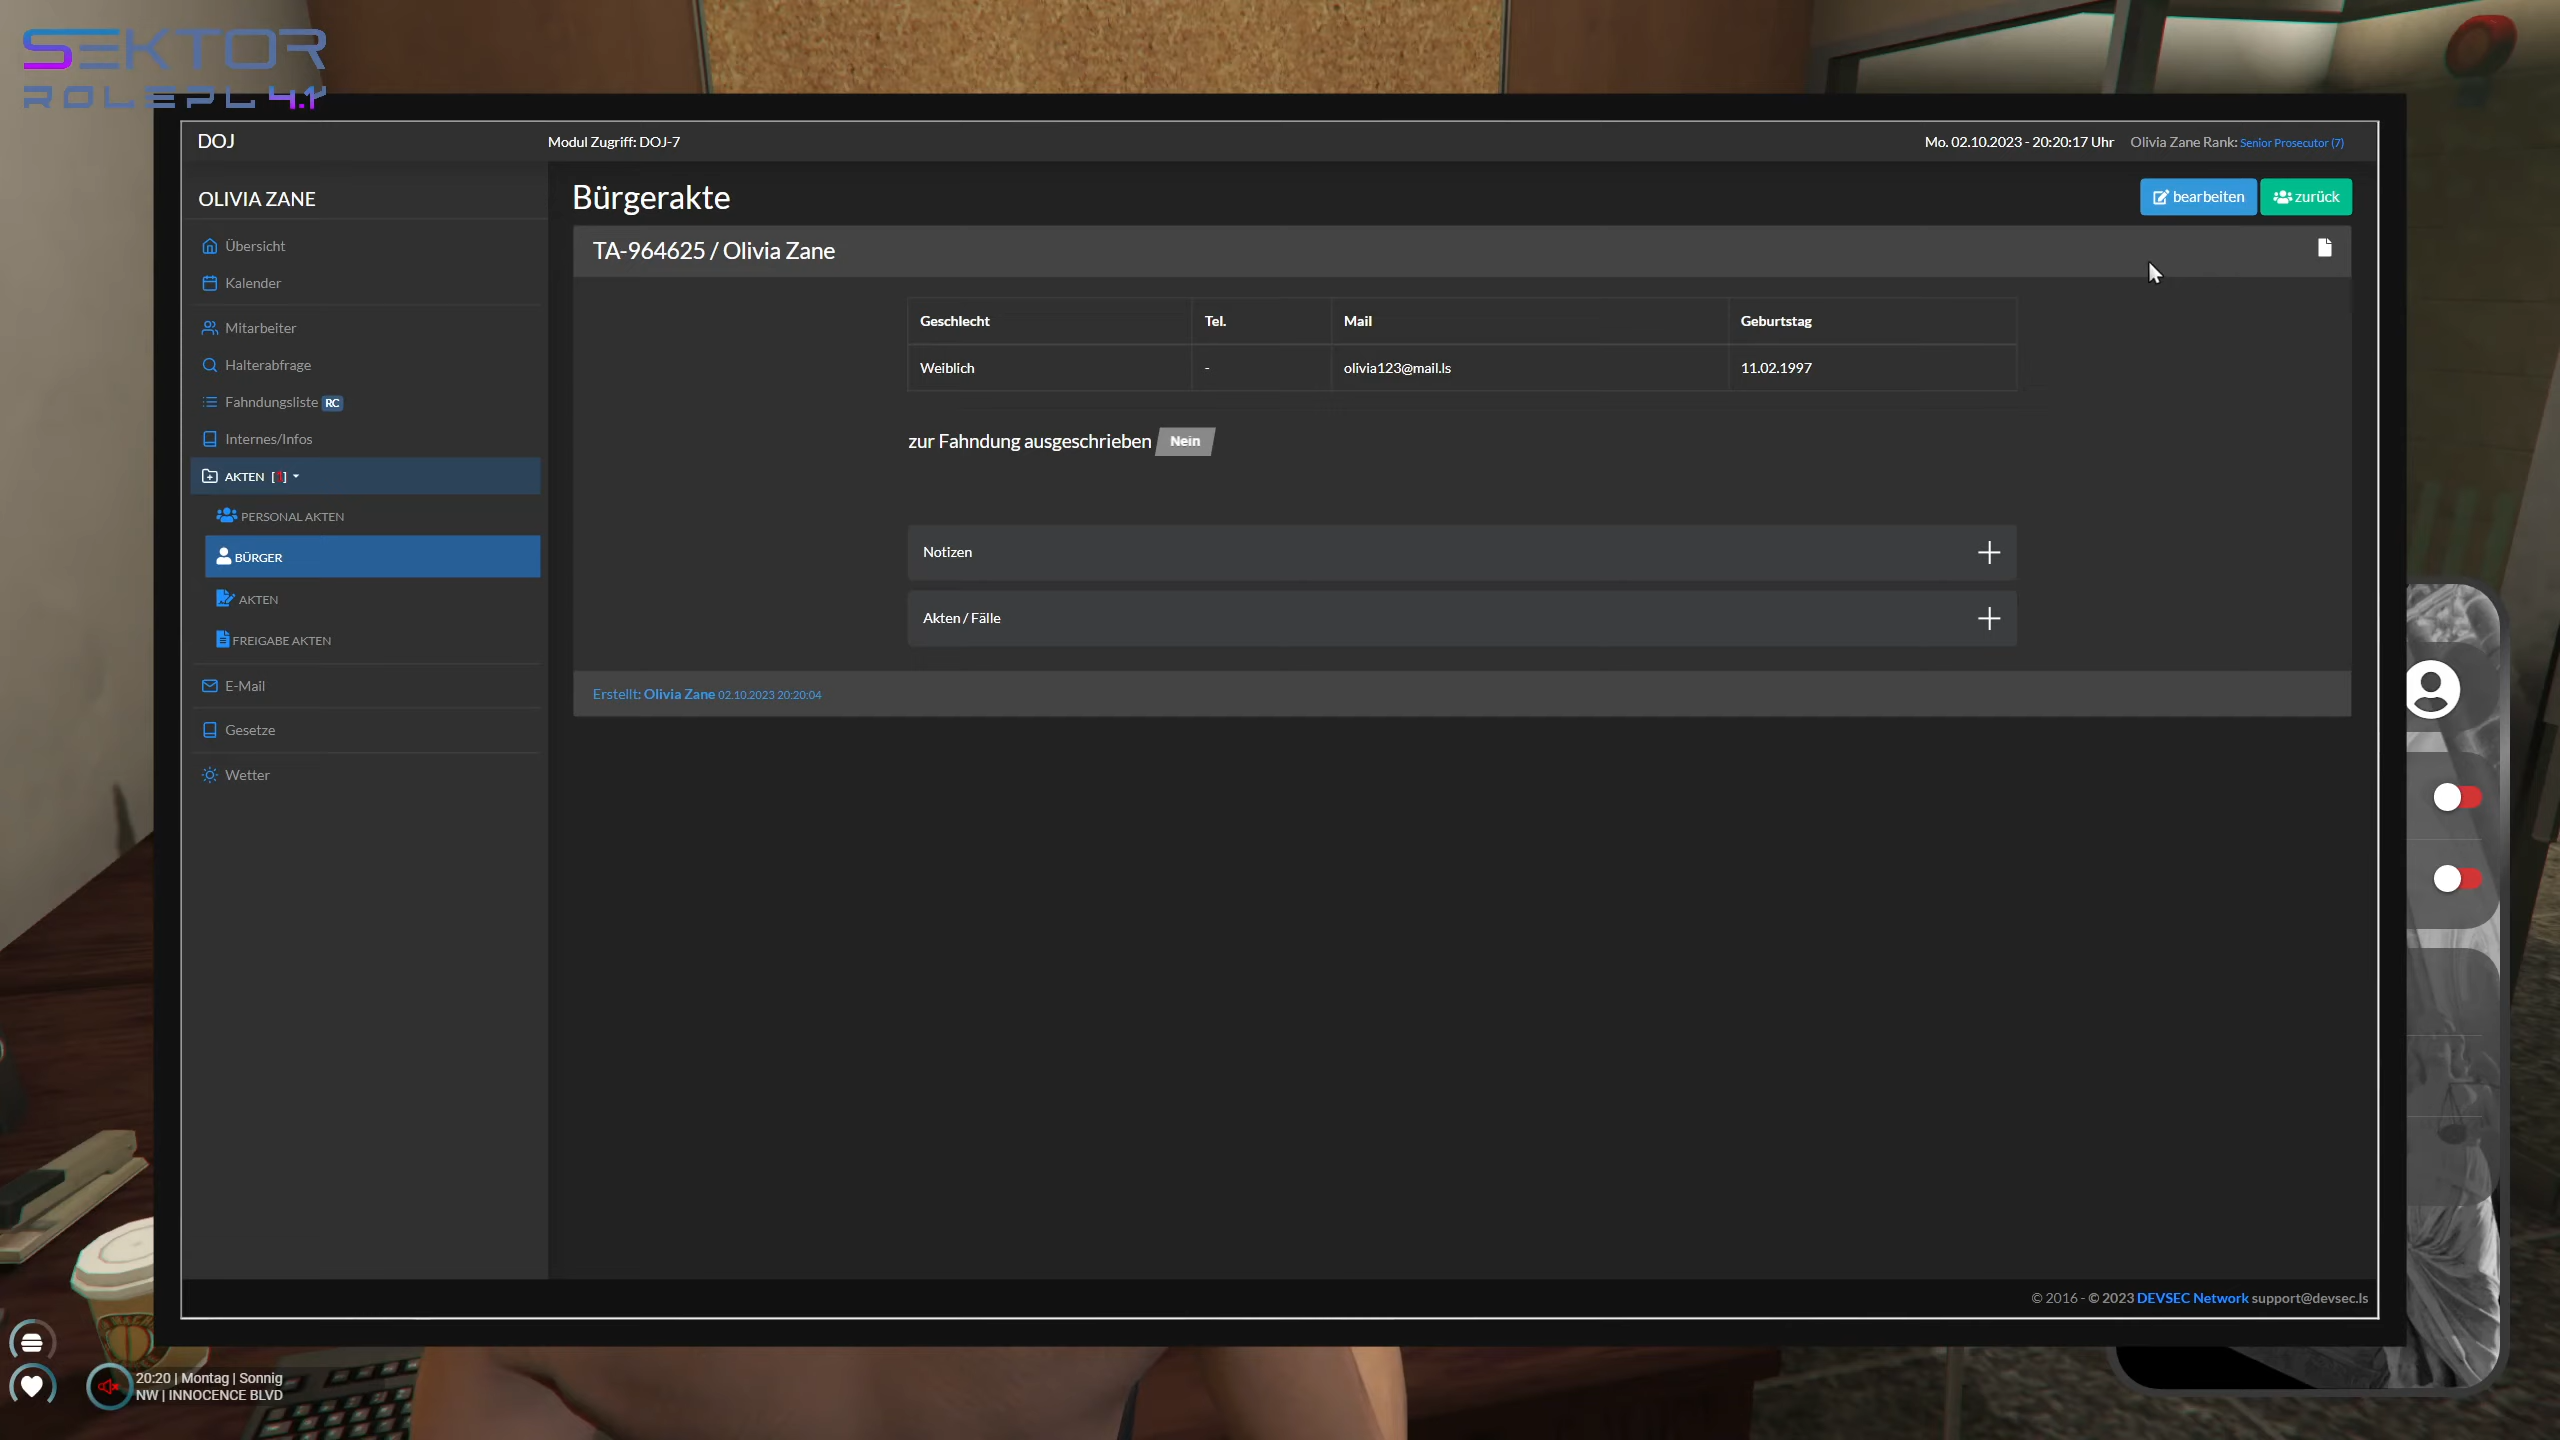 SEKTOR
ROLEPL4.Y
DOJ
Modul Zugriff: DOJ-7
Mo. 02.10.2023 - 20:20:17 Uhr
Olivia Zane Rank: Senior Prosecutor (7)
OLIVIA ZANE
Übersicht
Kalender
Mitarbeiter
Halterabfrage
Fahndungsliste RC
Internes/Infos
AKTEN
PERSONAL AKTEN
BÜRGER
AKTEN
FREIGABE AKTEN
E-Mail
Gesetze
Wetter
Bürgerakte
bearbeiten
zurück
TA-964625 / Olivia Zane
Geschlecht Tel. Mail Geburtstag
Weiblich - olivia123@mail.ls 11.02.1997
zur Fahndung ausgeschrieben Nein
Notizen
Akten / Fälle
Erstellt: Olivia Zane 02.10.2023 20:20:04
© 2016 - © 2023 DEVSEC Network support@devsec.ls
20:20 | Montag | Sonnig
NW | INNOCENCE BLVD